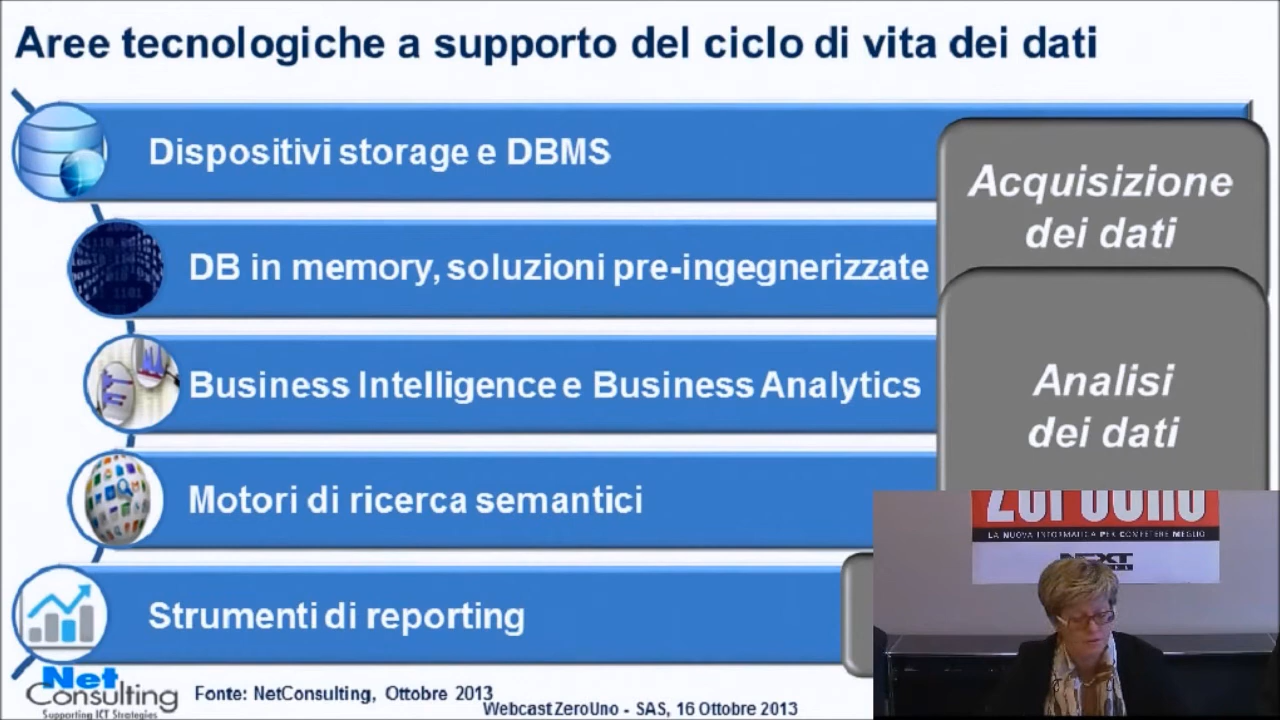 Aree tecnologiche a supporto del ciclo di vita dei dati
Dispositivi storage e DBMS
Acquisizione
dei dati
DB in memory, soluzioni pre-ingegnerizzate
Business Intelligence e Business Analytics
Analisi
dei dati
Motori di ricerca semantici
Strumenti di reporting
ZeroUno
LA NUOVA INFORMATICA PER COMPETERE MEGLIO
NEXT
Net
Consulting
Supporting ICT Strategies
Fonte: NetConsulting, Ottobre 2013
Webcast ZeroUno - SAS, 16 Ottobre 2013